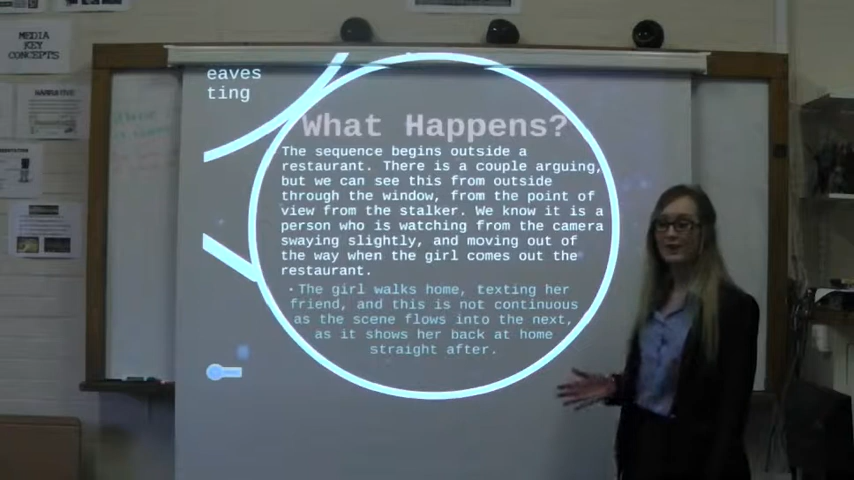 MEDIA
KEY
CONCEPTS
NARRATIVE
eaves
ting
What Happens?
The sequence begins outside a
restaurant. There is a couple arguing,
but we can see this from outside
through the window, from the point of
view from the stalker. We know it is a
person who is watching from the camera
swaying slightly, and moving out of
the way when the girl comes out the
restaurant.
• The girl walks home, texting her
friend, and this is not continuous
as the scene flows into the next,
as it shows her back at home
straight after.